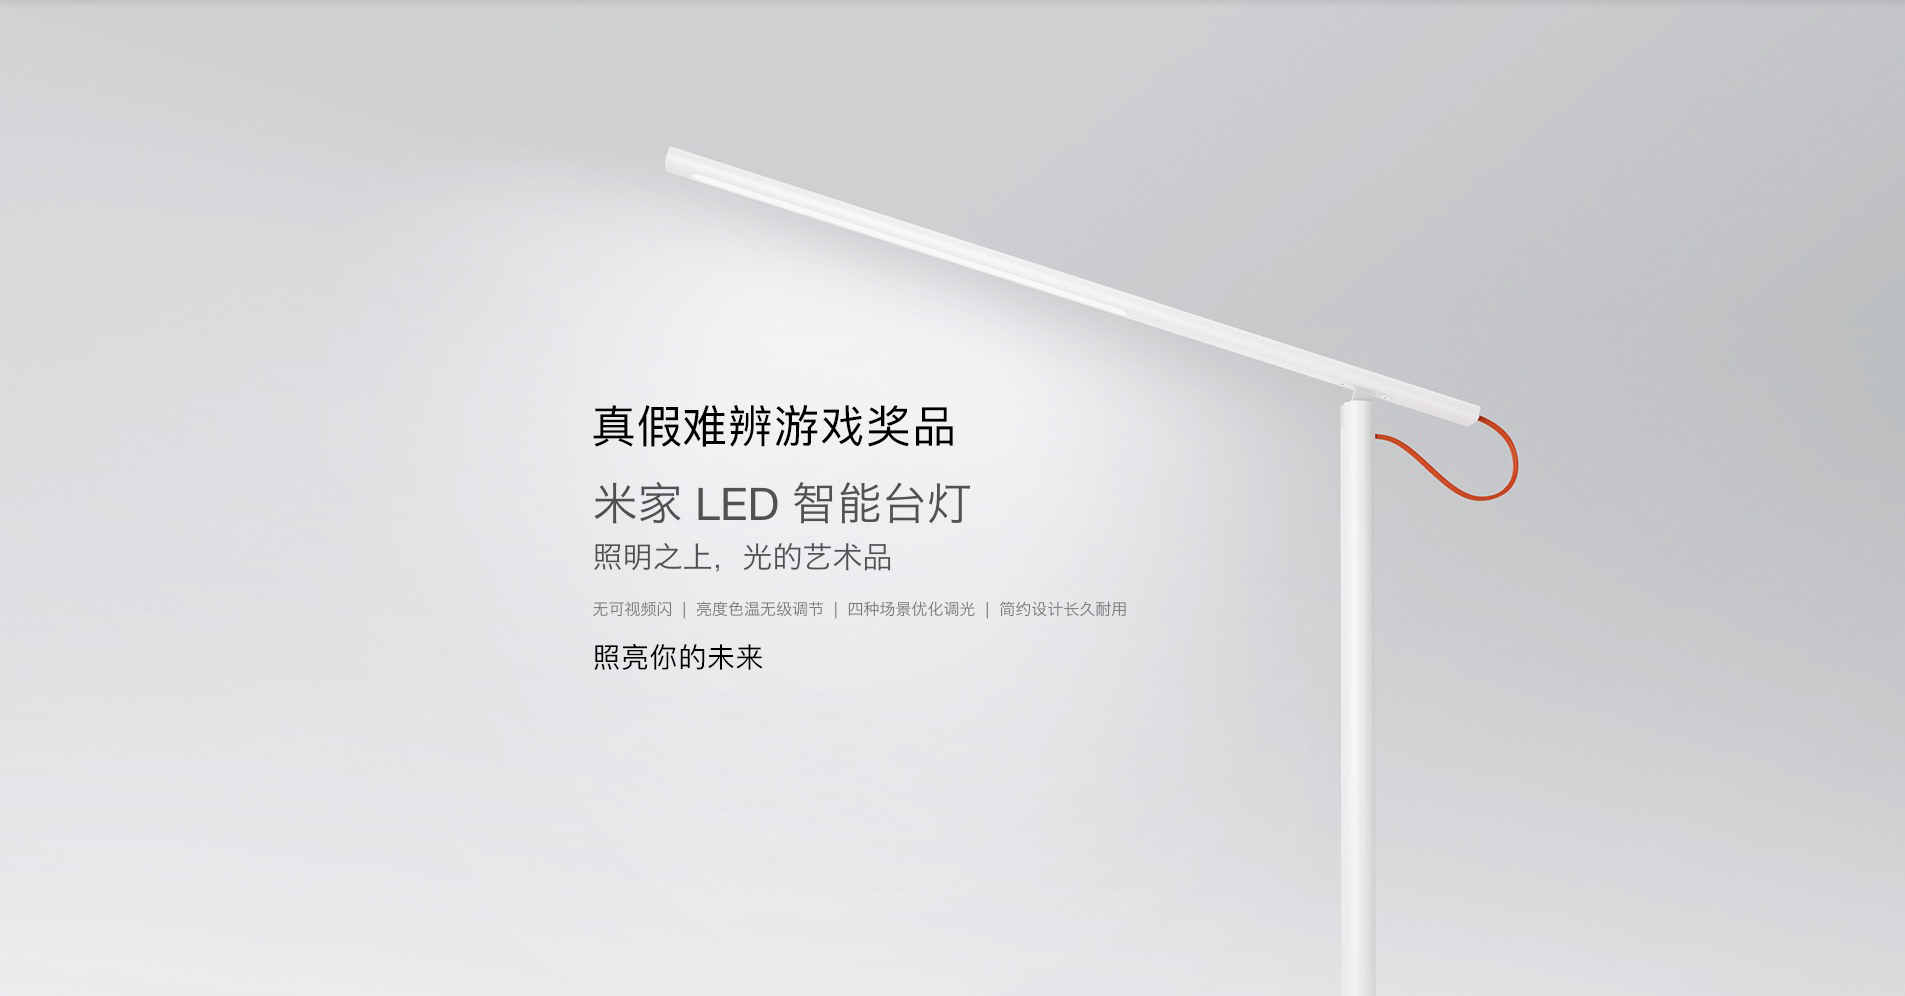 真假难辨游戏奖品
米家 LED 智能台灯
照明之上，光的艺术品
无可视频闪 | 亮度色温无级调节 | 四种场景优化调光 | 简约设计长久耐用
照亮你的未来